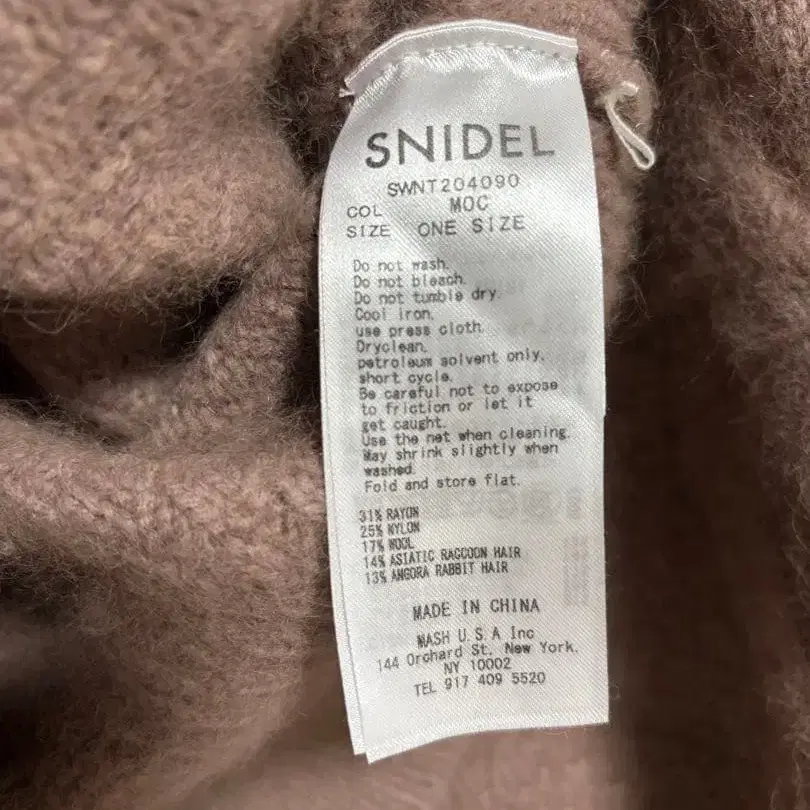 SNIDEL
SWNT204090
COL MOC
SIZE ONE SIZE
Do not wash.
Do not bleach.
Do not tumble dry.
Cool iron.
use press cloth.
Dryclean.
petroleum solvent only.
short cycle.
Be careful not to expose
to friction or let it
get caught.
Use the net when cleaning.
May shrink slightly when
washed.
Fold and store flat.
31% RAYON
25% NYLON
17% WOOL
14% ASIATIC RACCOON HAIR
13% ANGORA RABBIT HAIR
MADE IN CHINA
MASH U.S.A Inc
144 Orchard St. New York.
NY 10002
TEL 917 409 5520